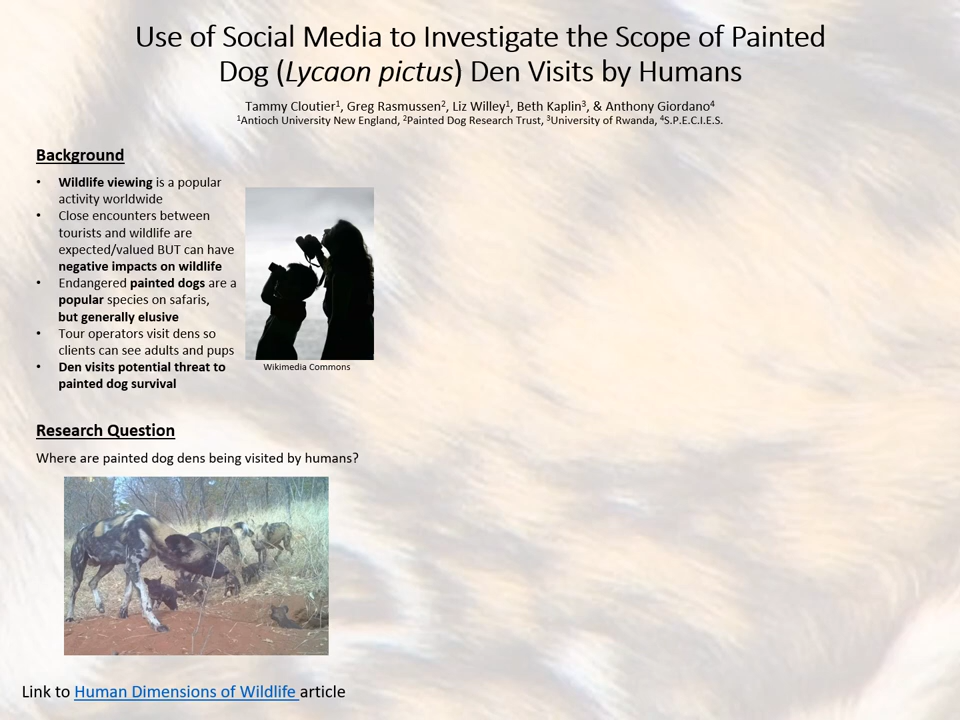 Use of Social Media to Investigate the Scope of Painted
Dog (Lycaon pictus) Den Visits by Humans
Tammy Cloutier¹, Greg Rasmussen², Liz Willey¹, Beth Kaplin³, & Anthony Giordano⁴
¹Antioch University New England, ²Painted Dog Research Trust, ³University of Rwanda, ⁴S.P.E.C.I.E.S.
Background
• Wildlife viewing is a popular
activity worldwide
• Close encounters between
tourists and wildlife are
expected/valued BUT can have
negative impacts on wildlife
• Endangered painted dogs are a
popular species on safaris,
but generally elusive
• Tour operators visit dens so
clients can see adults and pups
• Den visits potential threat to
painted dog survival
Wikimedia Commons
Research Question
Where are painted dog dens being visited by humans?
Link to Human Dimensions of Wildlife article